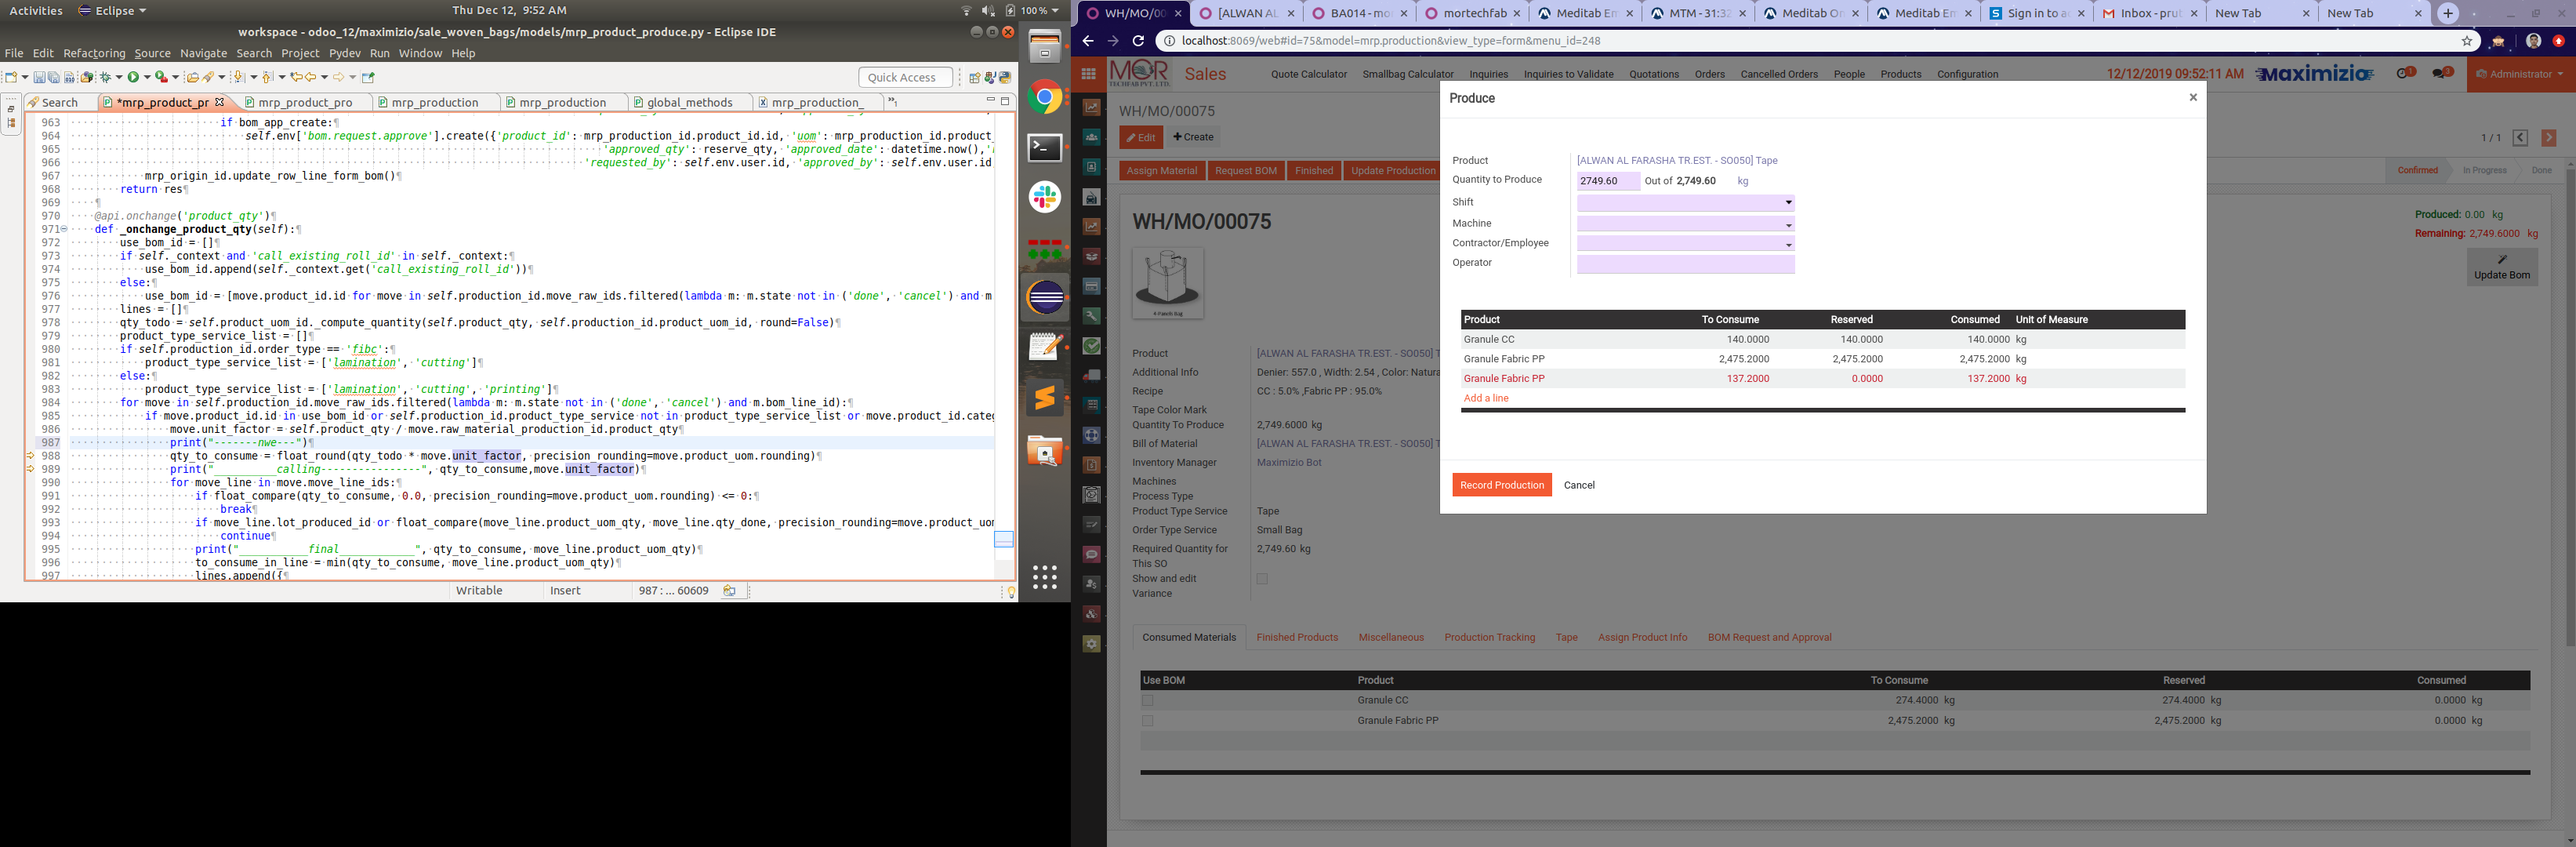 Activities
Eclipse
Thu Dec 12, 9:52 AM
100 %
workspace - odoo_12/maximizio/sale_woven_bags/models/mrp_product_produce.py - Eclipse IDE
File Edit Refactoring Source Navigate Search Project Pydev Run Window Help
Quick Access
Search
*mrp_product_pr
mrp_product_pro
mrp_production
mrp_production
global_methods
mrp_production_
963 if bom_app_create:
964 self.env['bom.request.approve'].create({'product_id': mrp_production_id.product_id.id, 'uom': mrp_production_id.product
965 'approved_qty': reserve_qty, 'approved_date': datetime.now(),
966 'requested_by': self.env.user.id, 'approved_by': self.env.user.id
967 mrp_origin_id.update_row_line_form_bom()
968 return res
969
970 @api.onchange('product_qty')
971 def _onchange_product_qty(self):
972 use_bom_id = []
973 if self._context and 'call_existing_roll_id' in self._context:
974 use_bom_id.append(self._context.get('call_existing_roll_id'))
975 else:
976 use_bom_id = [move.product_id.id for move in self.production_id.move_raw_ids.filtered(lambda m: m.state not in ('done', 'cancel') and m
977 lines = []
978 qty_todo = self.product_uom_id._compute_quantity(self.product_qty, self.production_id.product_uom_id, round=False)
979 product_type_service_list = []
980 if self.production_id.order_type == 'fibc':
981 product_type_service_list = ['lamination', 'cutting']
982 else:
983 product_type_service_list = ['lamination', 'cutting', 'printing']
984 for move in self.production_id.move_raw_ids.filtered(lambda m: m.state not in ('done', 'cancel') and m.bom_line_id):
985 if move.product_id.id in use_bom_id or self.production_id.product_type_service not in product_type_service_list or move.product_id.categ
986 move.unit_factor = self.product_qty / move.raw_material_production_id.product_qty
987 print("-------nwe---")
988 qty_to_consume = float_round(qty_todo * move.unit_factor, precision_rounding=move.product_uom.rounding)
989 print("__________calling----------------", qty_to_consume,move.unit_factor)
990 for move_line in move.move_line_ids:
991 if float_compare(qty_to_consume, 0.0, precision_rounding=move.product_uom.rounding) <= 0:
992 break
993 if move_line.lot_produced_id or float_compare(move_line.product_uom_qty, move_line.qty_done, precision_rounding=move.product_uom
994 continue
995 print("___________final____________", qty_to_consume, move_line.product_uom_qty)
996 to_consume_in_line = min(qty_to_consume, move_line.product_uom_qty)
997 lines.append({
Writable
Insert
987 : ... 60609
WH/MO/00
[ALWAN AL
BA014 - mo
mortechfab
Meditab Em
MTM - 31:32
Meditab On
Meditab Em
Sign in to a
Inbox - prut
New Tab
New Tab
localhost:8069/web#id=75&model=mrp.production&view_type=form&menu_id=248
MOR
TECHFAB PVT. LTD.
Sales
Quote Calculator Smallbag Calculator Inquiries Inquiries to Validate Quotations Orders Cancelled Orders People Products Configuration
12/12/2019 09:52:11 AM
Maximizio
Administrator
WH/MO/00075
Edit
Create
1 / 1
Assign Material
Request BOM
Finished
Update Production
Confirmed
In Progress
Done
WH/MO/00075
Produced: 0.00 kg
Remaining: 2,749.6000 kg
Update Bom
Product [ALWAN AL FARASHA TR.EST. - SO050] T
Additional Info Denier: 557.0 , Width: 2.54 , Color: Natura
Recipe CC : 5.0% ,Fabric PP : 95.0%
Tape Color Mark
Quantity To Produce 2,749.6000 kg
Bill of Material [ALWAN AL FARASHA TR.EST. - SO050] T
Inventory Manager Maximizio Bot
Machines
Process Type
Product Type Service Tape
Order Type Service Small Bag
Required Quantity for This SO 2,749.60 kg
Show and edit Variance
Consumed Materials
Finished Products
Miscellaneous
Production Tracking
Tape
Assign Product Info
BOM Request and Approval
Use BOM Product To Consume Reserved Consumed
Granule CC 274.4000 kg 274.4000 kg 0.0000 kg
Granule Fabric PP 2,475.2000 kg 2,475.2000 kg 0.0000 kg
Produce
×
Product [ALWAN AL FARASHA TR.EST. - SO050] Tape
Quantity to Produce 2749.60 Out of 2,749.60 kg
Shift
Machine
Contractor/Employee
Operator
Product To Consume Reserved Consumed Unit of Measure
Granule CC 140.0000 140.0000 140.0000 kg
Granule Fabric PP 2,475.2000 2,475.2000 2,475.2000 kg
Granule Fabric PP 137.2000 0.0000 137.2000 kg
Add a line
Record Production
Cancel